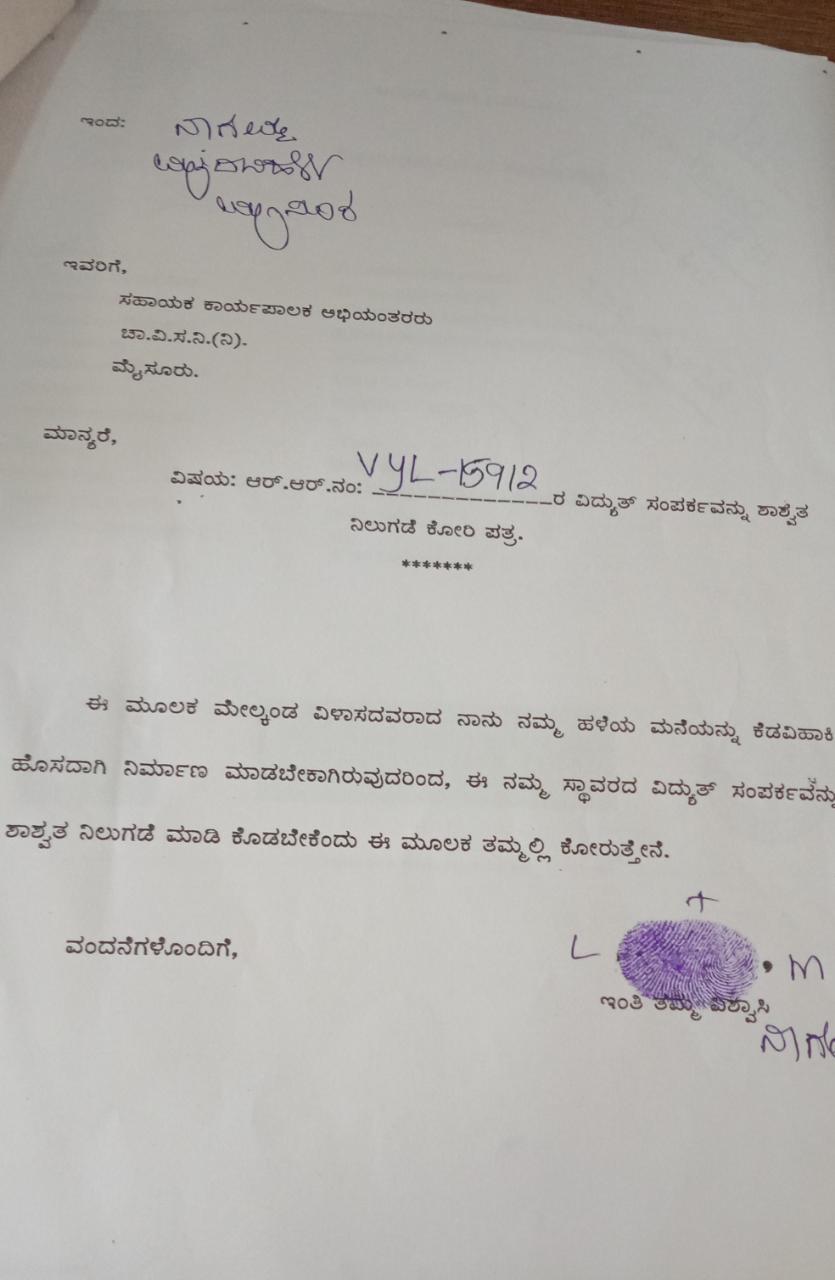 ಇಂದ:
ಇವರಿಗೆ,
ಸಹಾಯಕ ಕಾರ್ಯಪಾಲಕ ಅಭಿಯಂತರರು
ಚಾ.ವಿ.ಸ.ನಿ.(ನಿ).
ಮೈಸೂರು.
ಮಾನ್ಯರೆ,
ವಿಷಯ: ಆರ್.ಆರ್.ನಂ: VYL-15912 ರ ವಿದ್ಯುತ್ ಸಂಪರ್ಕವನ್ನು ಶಾಶ್ವತ
ನಿಲುಗಡೆ ಕೋರಿ ಪತ್ರ.
*******
ಈ ಮೂಲಕ ಮೇಲ್ಕಂಡ ವಿಳಾಸದವರಾದ ನಾನು ನಮ್ಮ ಹಳೆಯ ಮನೆಯನ್ನು ಕೆಡವಿಹಾಕಿ
ಹೊಸದಾಗಿ ನಿರ್ಮಾಣ ಮಾಡಬೇಕಾಗಿರುವುದರಿಂದ, ಈ ನಮ್ಮ ಸ್ಥಾವರದ ವಿದ್ಯುತ್ ಸಂಪರ್ಕವನ್ನು
ಶಾಶ್ವತ ನಿಲುಗಡೆ ಮಾಡಿ ಕೊಡಬೇಕೆಂದು ಈ ಮೂಲಕ ತಮ್ಮಲ್ಲಿ ಕೋರುತ್ತೇನೆ.
ವಂದನೆಗಳೊಂದಿಗೆ,
L m
ಇಂತಿ ತಮ್ಮ ವಿಶ್ವಾಸಿ